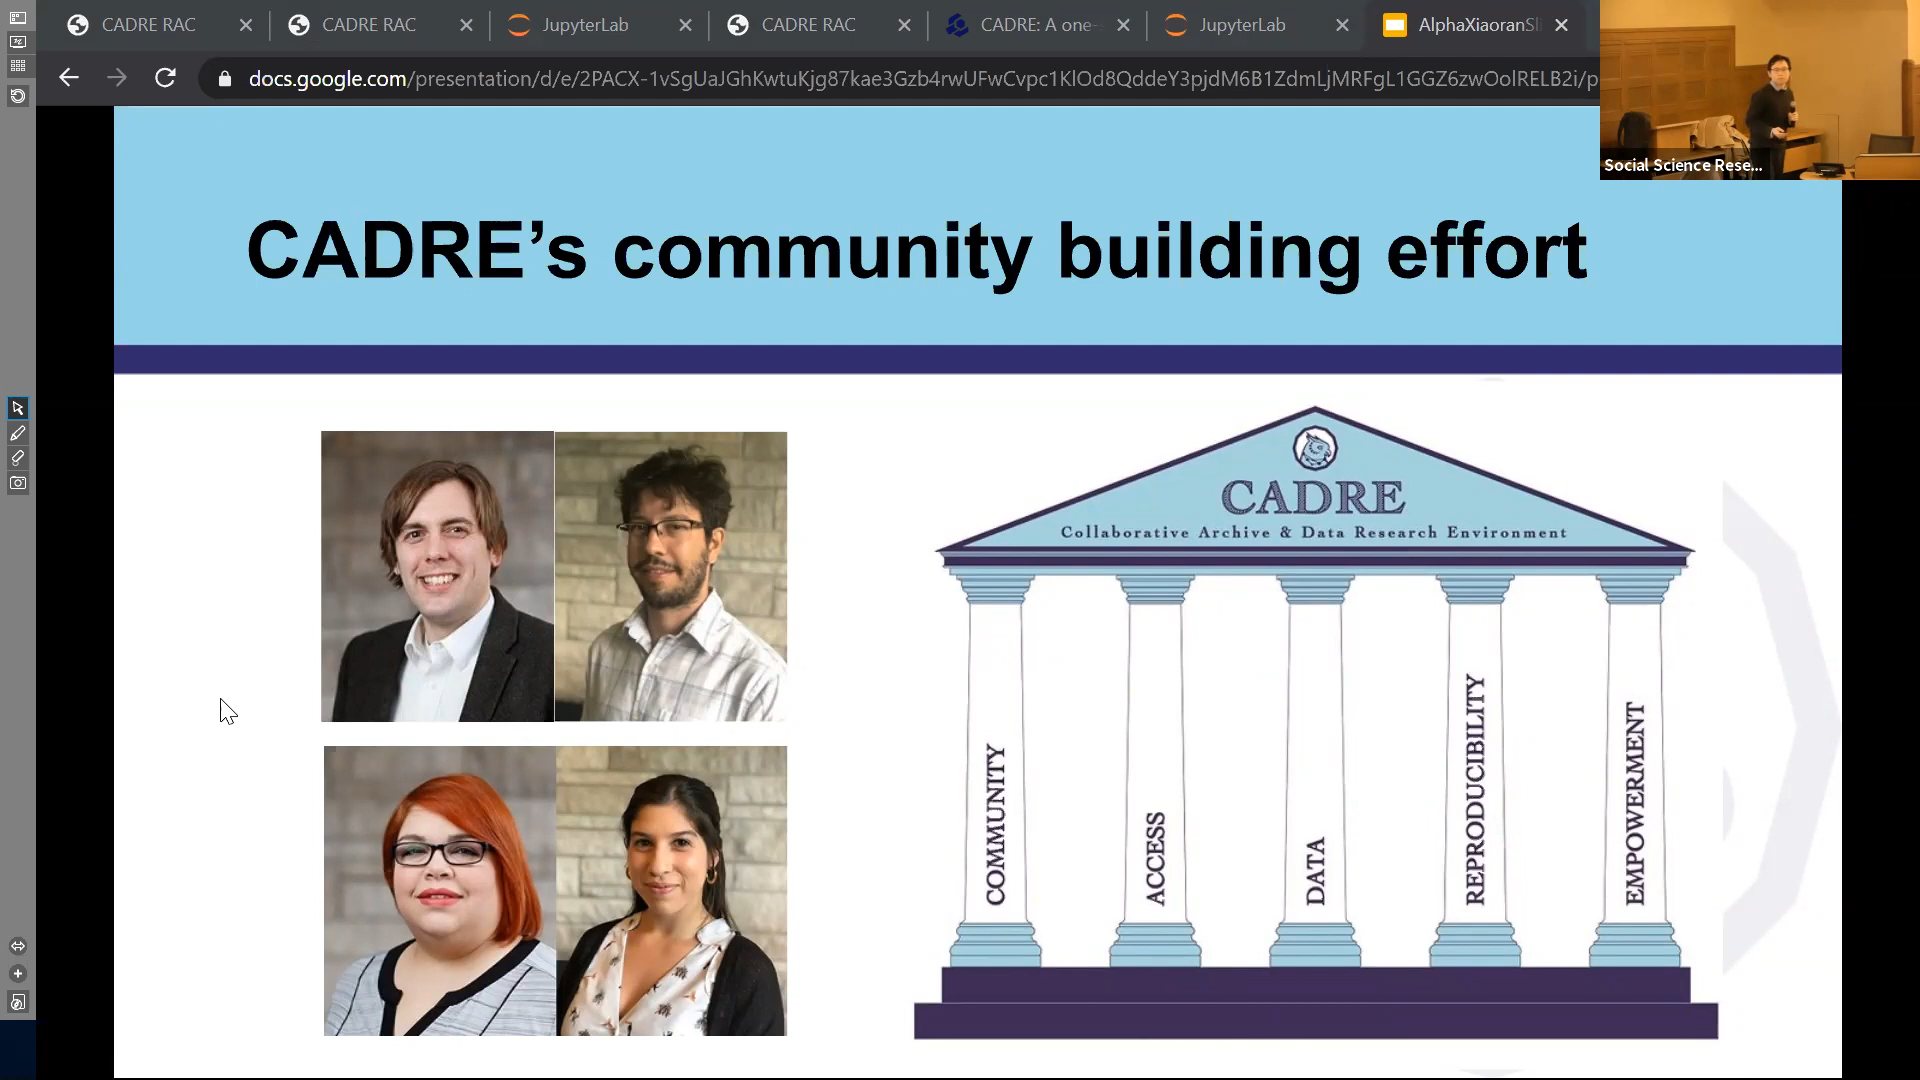 CADRE RAC
CADRE RAC
JupyterLab
CADRE RAC
CADRE: A one-
JupyterLab
AlphaXiaoranSli
docs.google.com/presentation/d/e/2PACX-1vSgUaJGhKwtuKjg87kae3Gzb4rwUFwCvpc1KlOd8QddeY3pjdM6B1ZdmLjMRFgL1GGZ6zwOolRELB2i/p
Social Science Rese...
CADRE’s community building effort
CADRE
Collaborative Archive & Data Research Environment
COMMUNITY
ACCESS
DATA
REPRODUCIBILITY
EMPOWERMENT